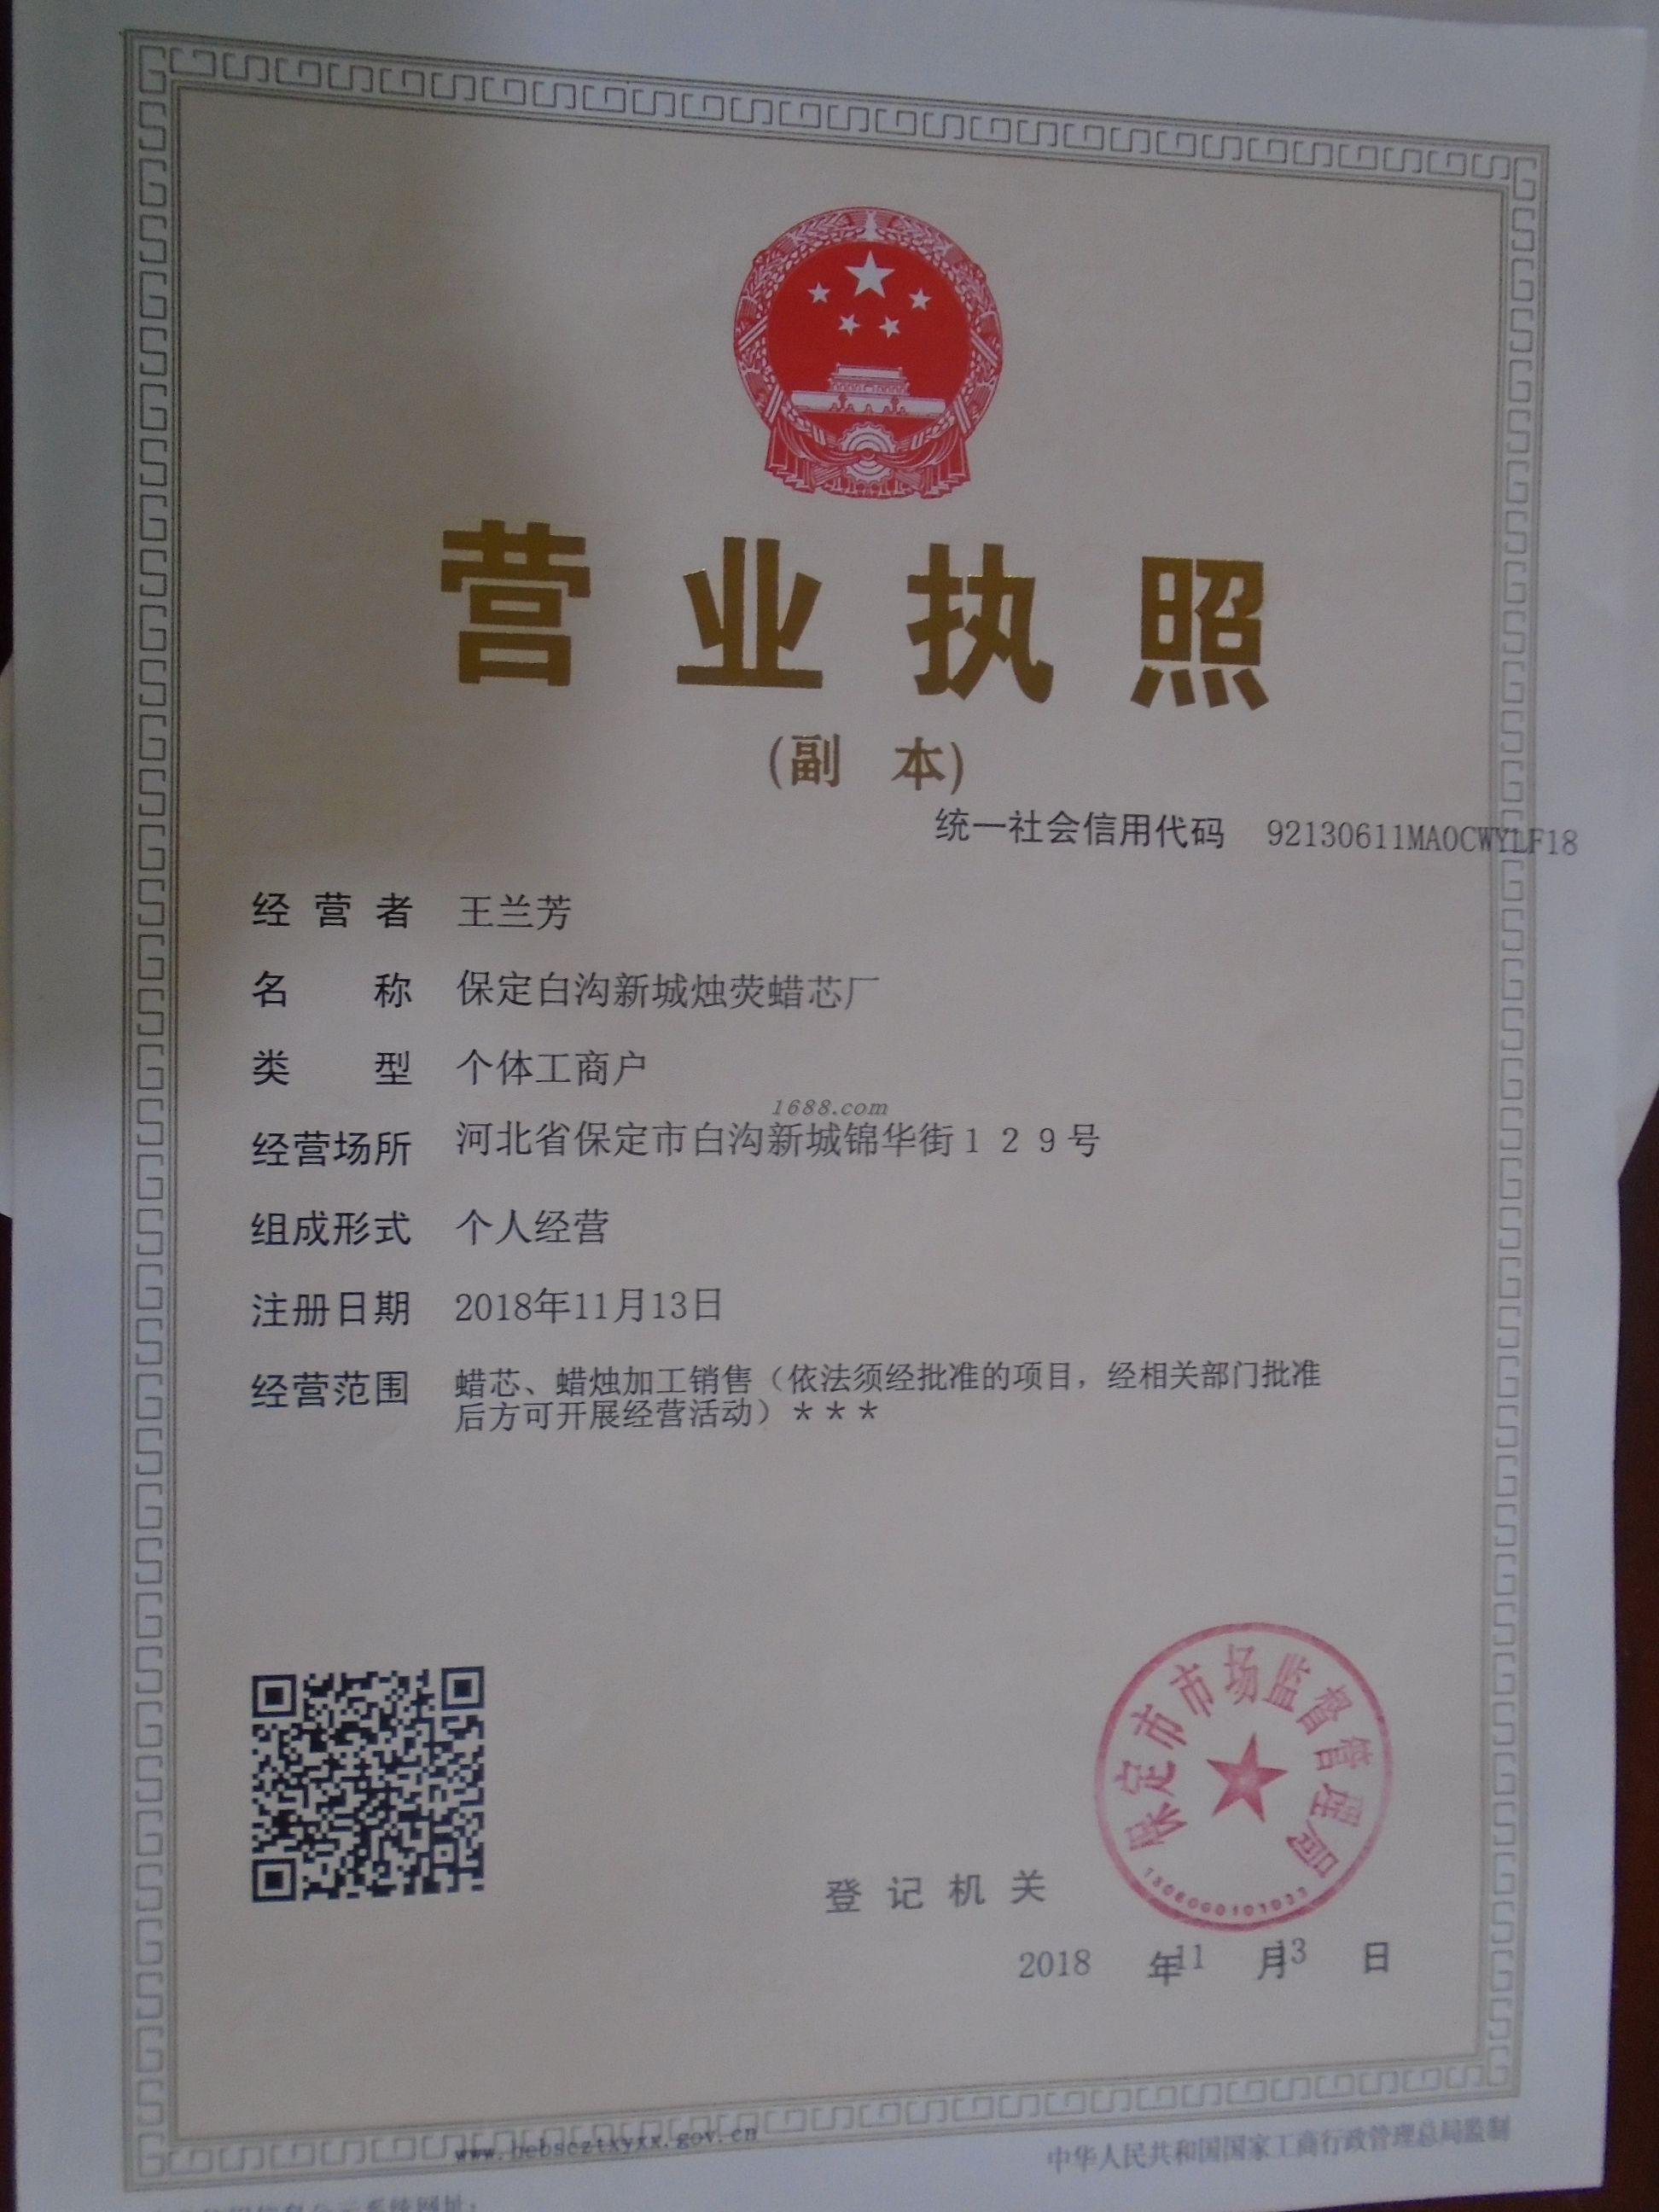 营业执照
(副 本)
统一社会信用代码 92130611MA0CWYLF18
经营者 王兰芳
名称 保定白沟新城烛荧蜡芯厂
类型 个体工商户
1688.com
经营场所 河北省保定市白沟新城锦华街129号
组成形式 个人经营
注册日期 2018年11月13日
经营范围 蜡芯、蜡烛加工销售（依法须经批准的项目，经相关部门批准
后方可开展经营活动）***
保定市市场监督管理局
登记机关
2018 年11 月13 日
www.hebscztxyxx.gov.cn
中华人民共和国国家工商行政管理总局监制